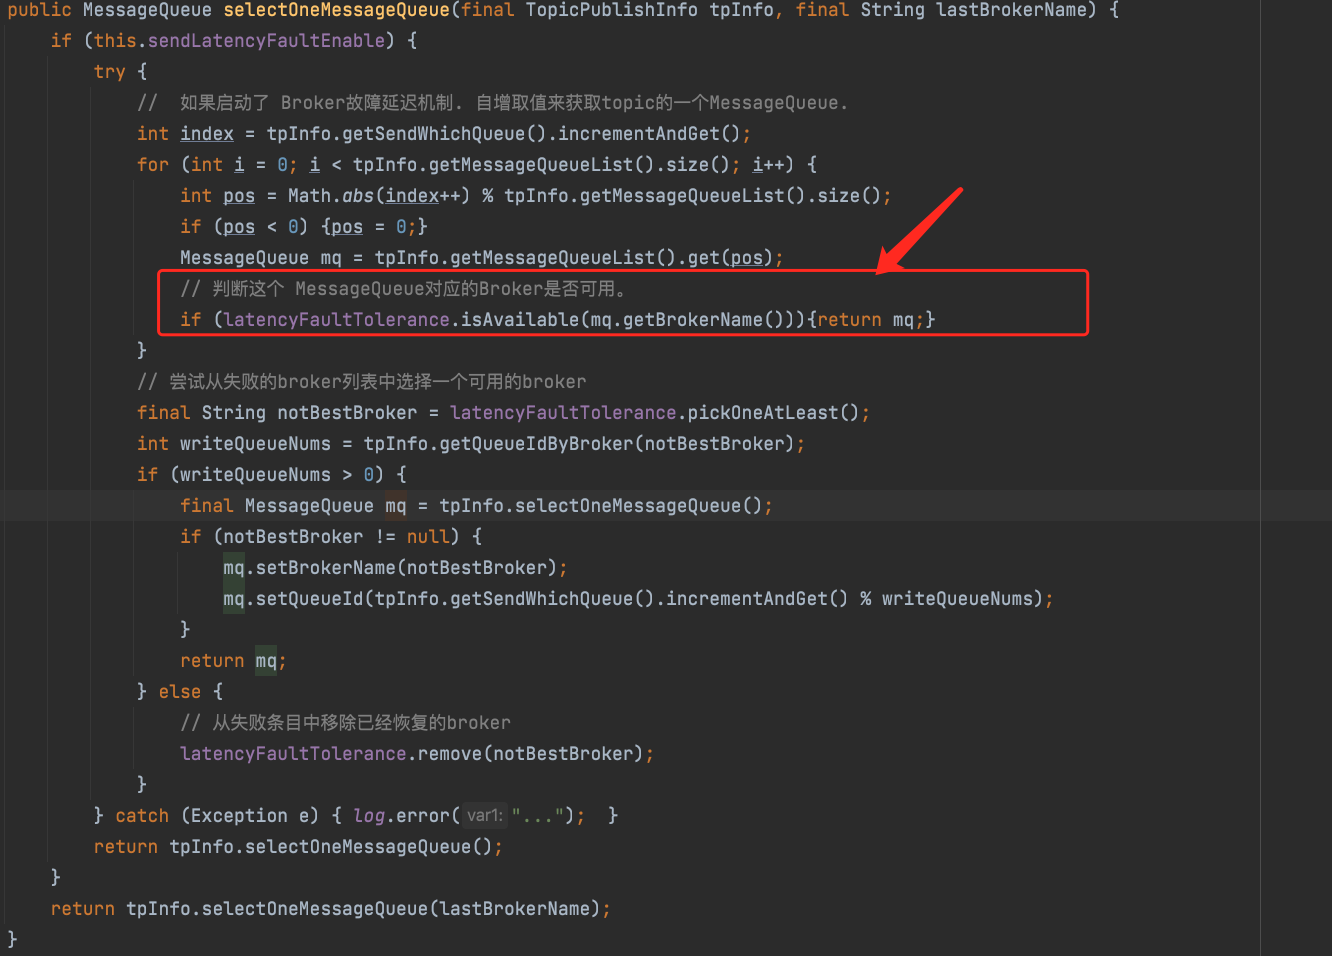 public MessageQueue selectOneMessageQueue(final TopicPublishInfo tpInfo, final String lastBrokerName) {
    if (this.sendLatencyFaultEnable) {
        try {
            //  如果启动了 Broker故障延迟机制. 自增取值来获取topic的一个MessageQueue.
            int index = tpInfo.getSendWhichQueue().incrementAndGet();
            for (int i = 0; i < tpInfo.getMessageQueueList().size(); i++) {
                int pos = Math.abs(index++) % tpInfo.getMessageQueueList().size();
                if (pos < 0) {pos = 0;}
                MessageQueue mq = tpInfo.getMessageQueueList().get(pos);
                // 判断这个 MessageQueue对应的Broker是否可用。
                if (latencyFaultTolerance.isAvailable(mq.getBrokerName())){return mq;}
            }
            // 尝试从失败的broker列表中选择一个可用的broker
            final String notBestBroker = latencyFaultTolerance.pickOneAtLeast();
            int writeQueueNums = tpInfo.getQueueIdByBroker(notBestBroker);
            if (writeQueueNums > 0) {
                final MessageQueue mq = tpInfo.selectOneMessageQueue();
                if (notBestBroker != null) {
                    mq.setBrokerName(notBestBroker);
                    mq.setQueueId(tpInfo.getSendWhichQueue().incrementAndGet() % writeQueueNums);
                }
                return mq;
            } else {
                // 从失败条目中移除已经恢复的broker
                latencyFaultTolerance.remove(notBestBroker);
            }
        } catch (Exception e) { log.error( var1: "...");  }
        return tpInfo.selectOneMessageQueue();
    }
    return tpInfo.selectOneMessageQueue(lastBrokerName);
}